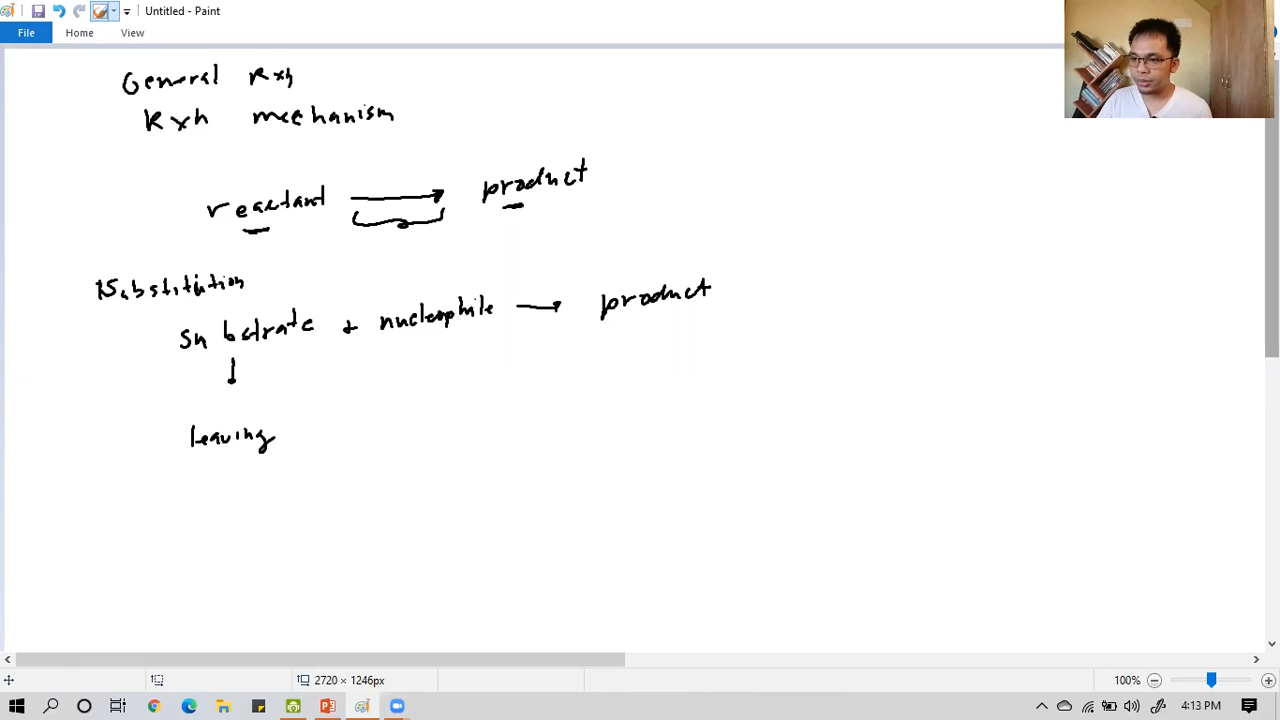 Untitled - Paint
File Home View
General Rxn
Rxn mechanism
reactant → product
Substitution
Substrate + nucleophile → product
↓
leaving
2720 × 1246px
100%
4:13 PM